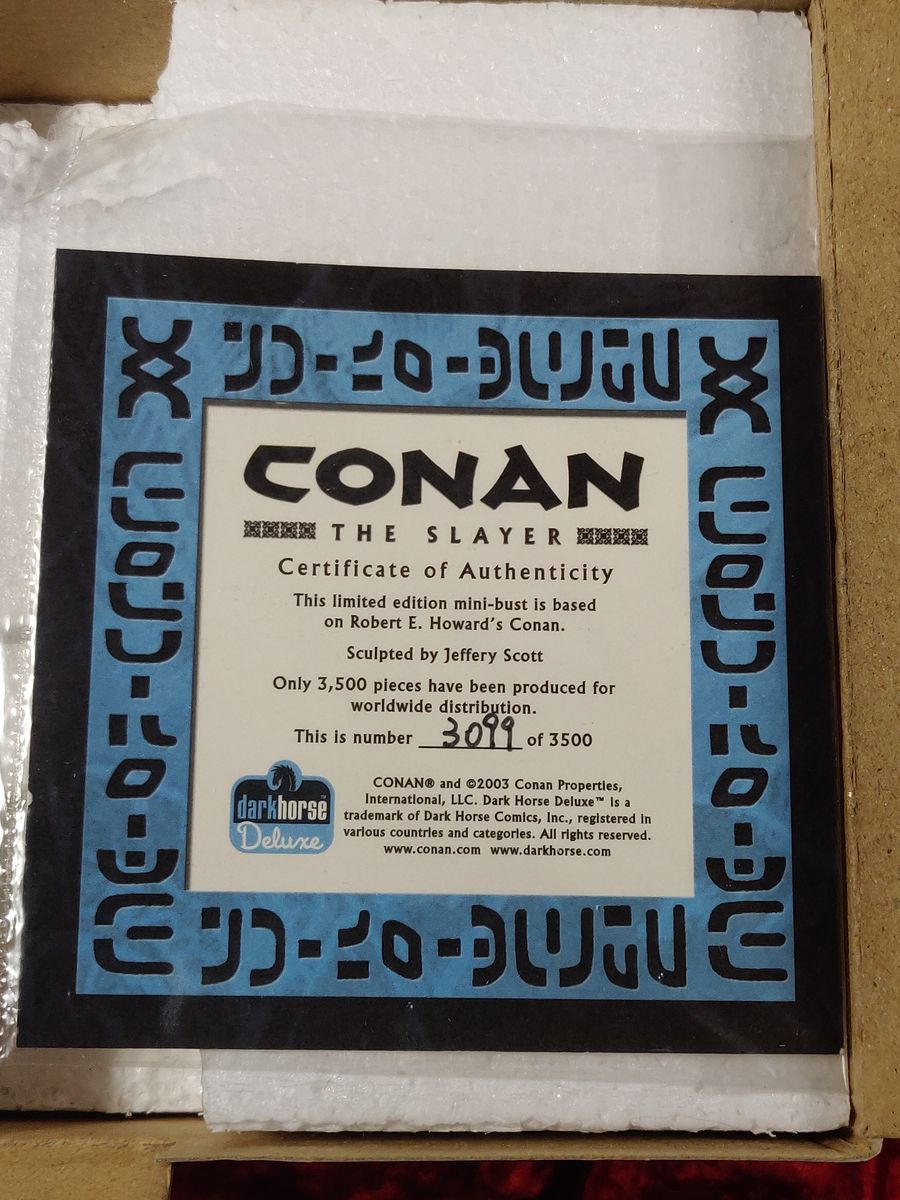 CONAN
THE SLAYER
Certificate of Authenticity
This limited edition mini-bust is based
on Robert E. Howard's Conan.
Sculpted by Jeffery Scott
Only 3,500 pieces have been produced for
worldwide distribution.
This is number 3099 of 3500
darkhorse™
Deluxe
CONAN® and ©2003 Conan Properties,
International, LLC. Dark Horse Deluxe™ is a
trademark of Dark Horse Comics, Inc., registered in
various countries and categories. All rights reserved.
www.conan.com www.darkhorse.com